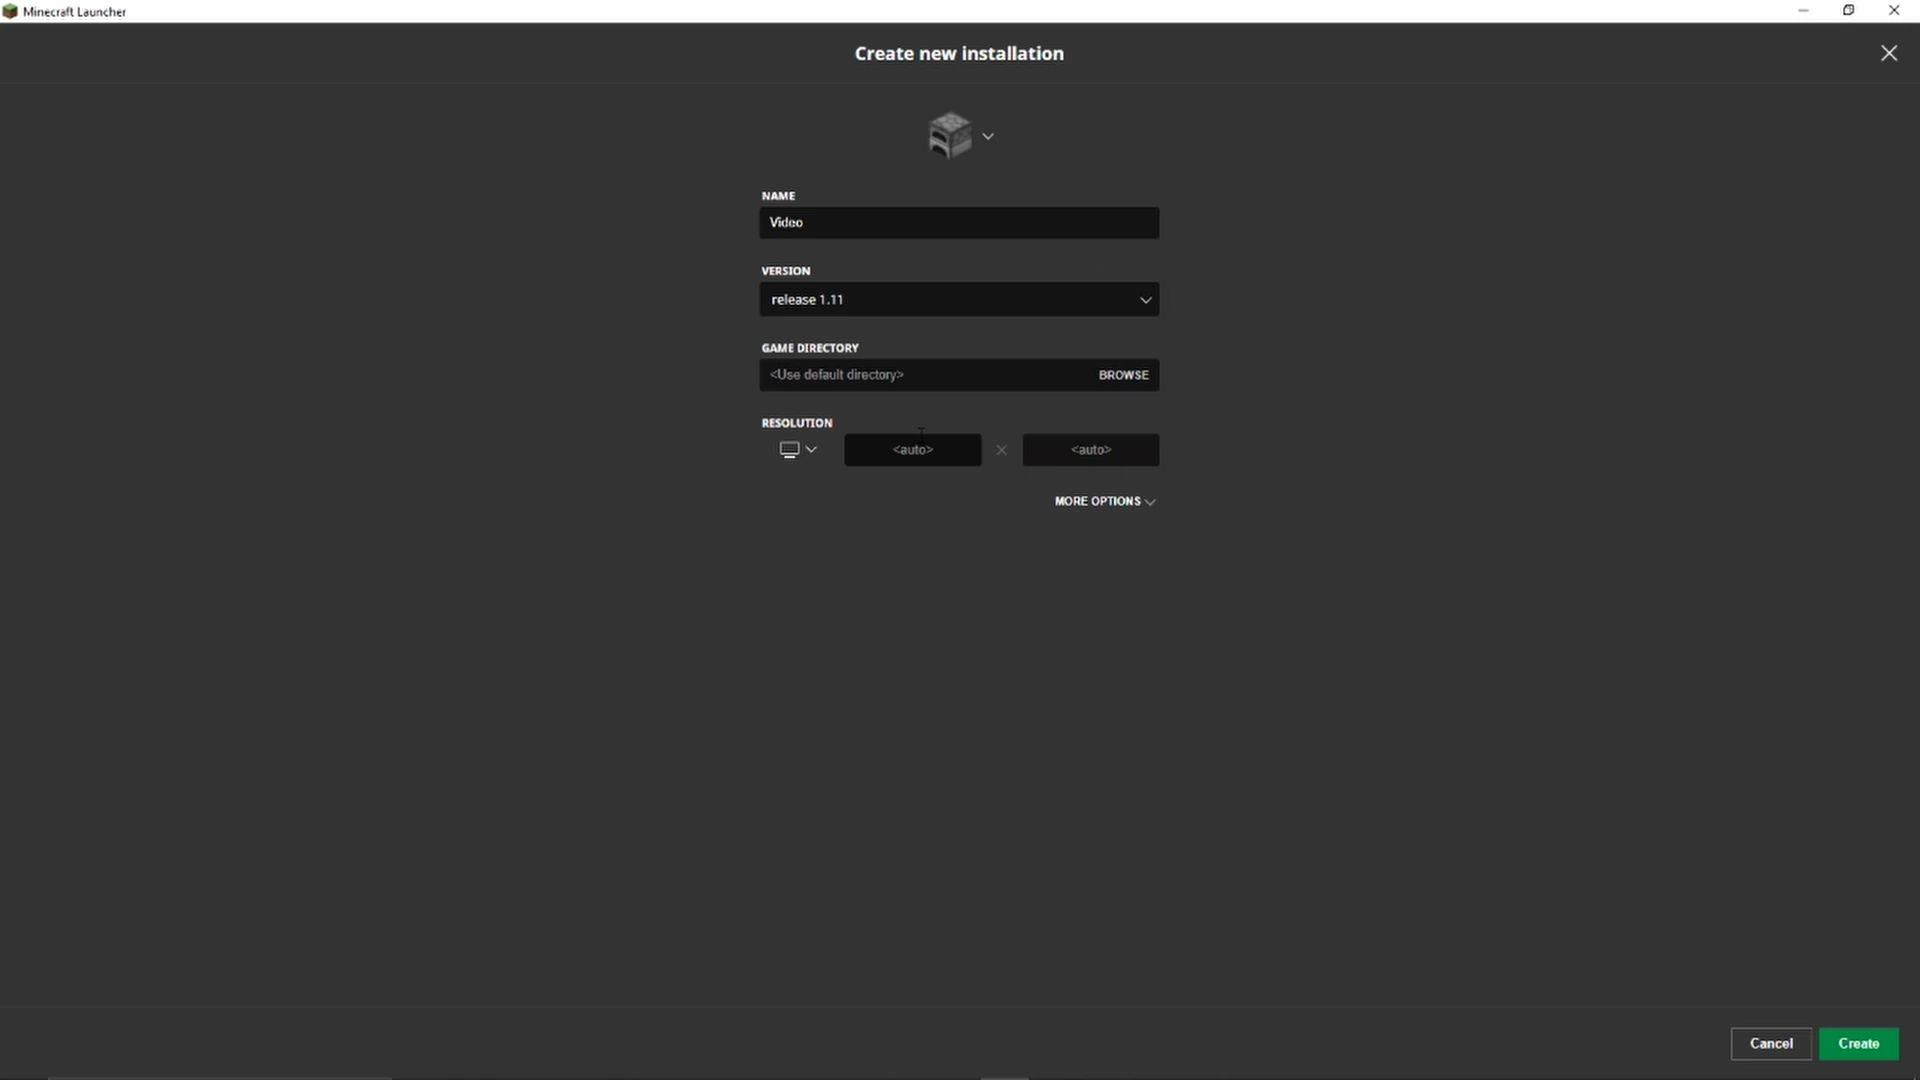 Minecraft Launcher
Create new installation
NAME
Video
VERSION
release 1.11
GAME DIRECTORY
<Use default directory> BROWSE
RESOLUTION
<auto> <auto>
MORE OPTIONS
Cancel Create